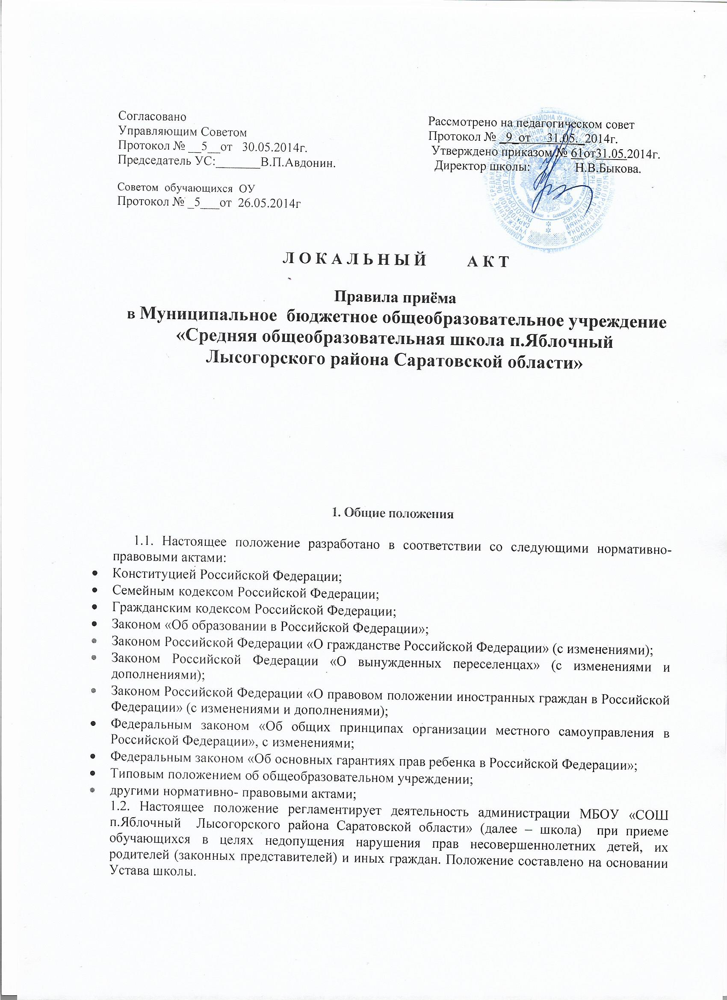 Согласовано
Управляющим Советом
Протокол № __5__от 30.05.2014г.
Председатель УС:_______В.П.Авдонин.
Советом обучающихся ОУ
Протокол № _5___от 26.05.2014г
Рассмотрено на педагогическом совет
Протокол № _9_от __31.05.__2014г.
Утверждено приказом № 61от31.05.2014г.
Директор школы: Н.В.Быкова.
Л О К А Л Ь Н Ы Й А К Т
Правила приёма
в Муниципальное бюджетное общеобразовательное учреждение
«Средняя общеобразовательная школа п.Яблочный
Лысогорского района Саратовской области»
1. Общие положения
1.1. Настоящее положение разработано в соответствии со следующими нормативно-
правовыми актами:
• Конституцией Российской Федерации;
• Семейным кодексом Российской Федерации;
• Гражданским кодексом Российской Федерации;
• Законом «Об образовании в Российской Федерации»;
• Законом Российской Федерации «О гражданстве Российской Федерации» (с изменениями);
• Законом Российской Федерации «О вынужденных переселенцах» (с изменениями и
дополнениями);
• Законом Российской Федерации «О правовом положении иностранных граждан в Российской
Федерации» (с изменениями и дополнениями);
• Федеральным законом «Об общих принципах организации местного самоуправления в
Российской Федерации», с изменениями;
• Федеральным законом «Об основных гарантиях прав ребенка в Российской Федерации»;
• Типовым положением об общеобразовательном учреждении;
• другими нормативно- правовыми актами;
1.2. Настоящее положение регламентирует деятельность администрации МБОУ «СОШ
п.Яблочный Лысогорского района Саратовской области» (далее – школа) при приеме
обучающихся в целях недопущения нарушения прав несовершеннолетних детей, их
родителей (законных представителей) и иных граждан. Положение составлено на основании
Устава школы.